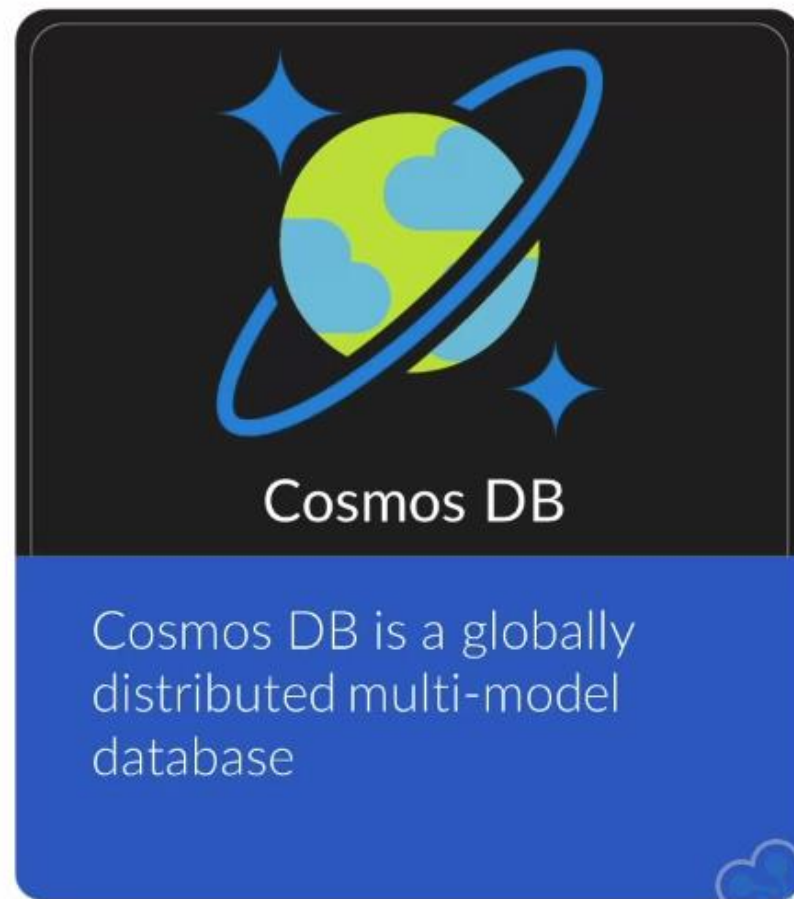 Cosmos DB
Cosmos DB is a globally
distributed multi-model
database